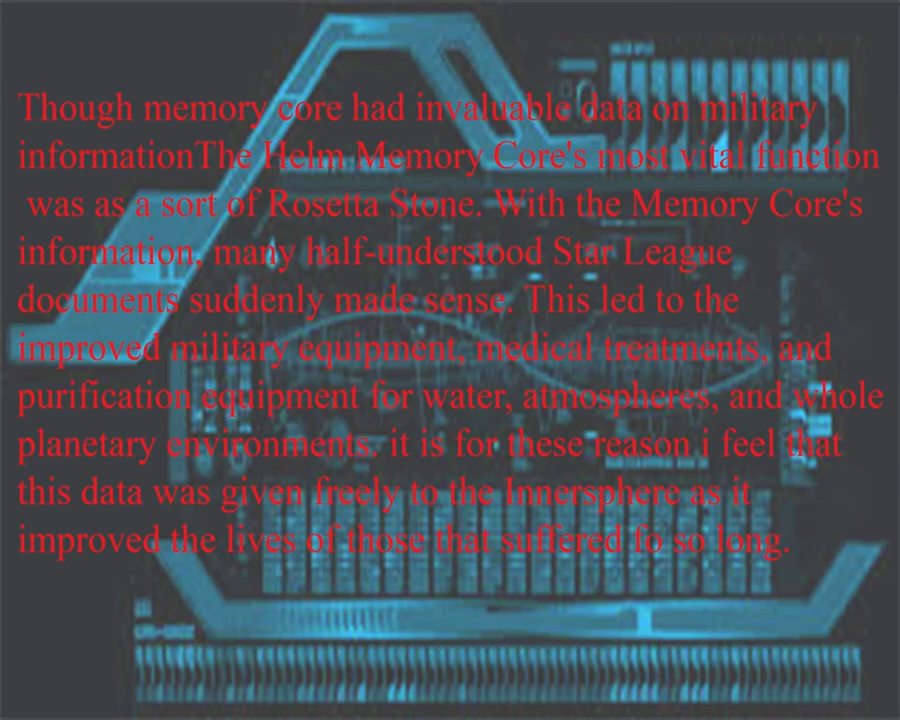 Though memory core had invaluable data on military
informationThe Helm Memory Core's most vital function
was as a sort of Rosetta Stone. With the Memory Core's
information, many half-understood Star League
documents suddenly made sense. This led to the
improved military equipment, medical treatments, and
purification equipment for water, atmospheres, and whole
planetary environments. it is for these reason i feel that
this data was given freely to the Innersphere as it
improved the lives of those that suffered fo so long.